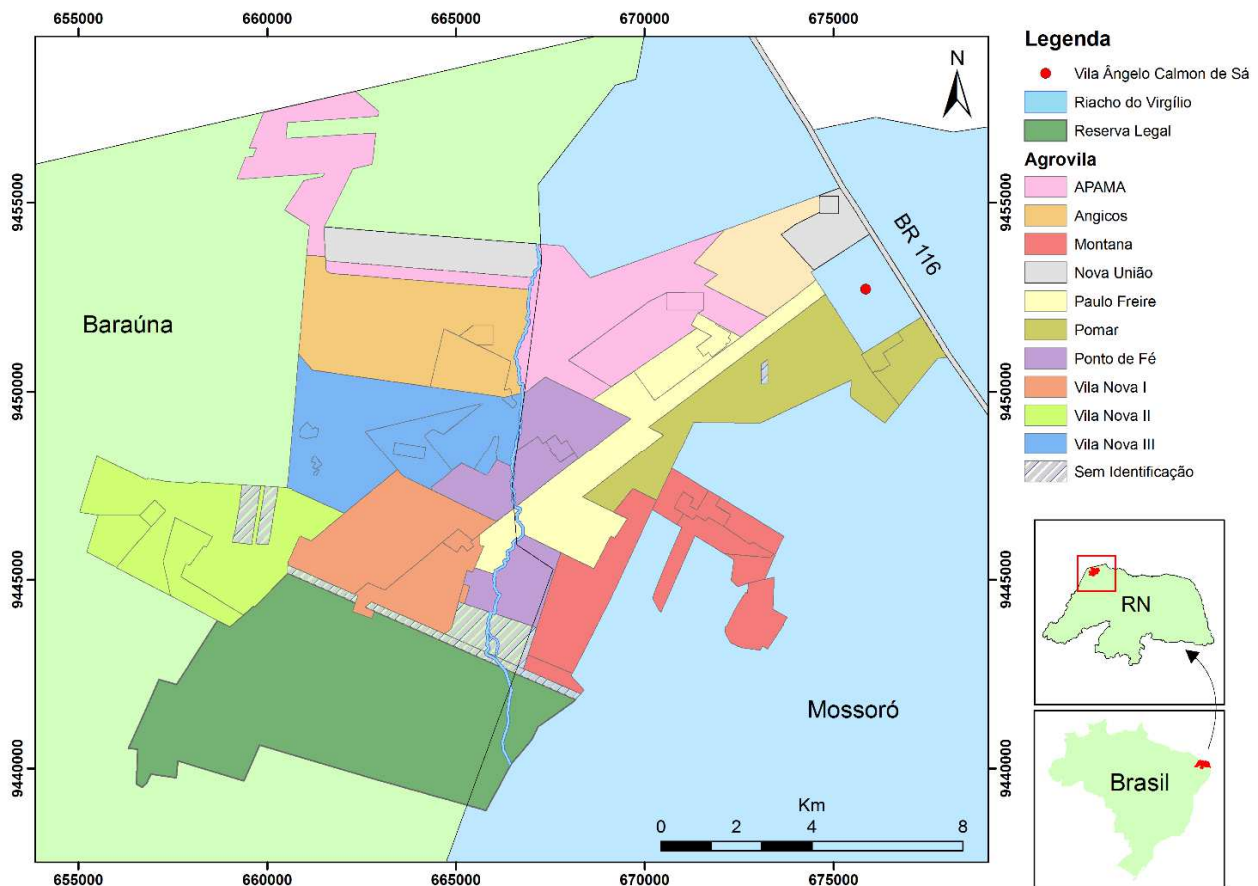 655000
660000
665000
670000
675000
9455000
9450000
9445000
9440000
9455000
9450000
9445000
9440000
N
BR 116
Baraúna
Mossoró
Km
0 2 4 8
655000
660000
665000
670000
675000
Legenda
Vila Ângelo Calmon de Sá
Riacho do Virgílio
Reserva Legal
Agrovila
APAMA
Angicos
Montana
Nova União
Paulo Freire
Pomar
Ponto de Fé
Vila Nova I
Vila Nova II
Vila Nova III
Sem Identificação
RN
Brasil